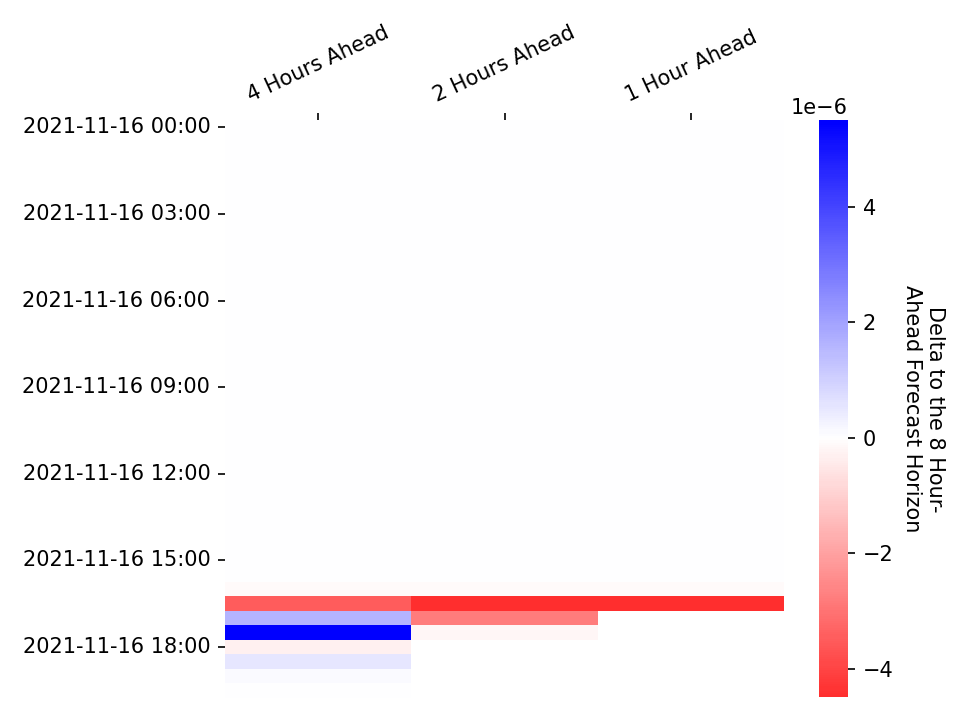 4 Hours Ahead
2 Hours Ahead
1 Hour Ahead
1e−6
2021-11-16 00:00
2021-11-16 03:00
2021-11-16 06:00
2021-11-16 09:00
2021-11-16 12:00
2021-11-16 15:00
2021-11-16 18:00
4
2
0
−2
−4
Delta to the 8 Hour-
Ahead Forecast Horizon